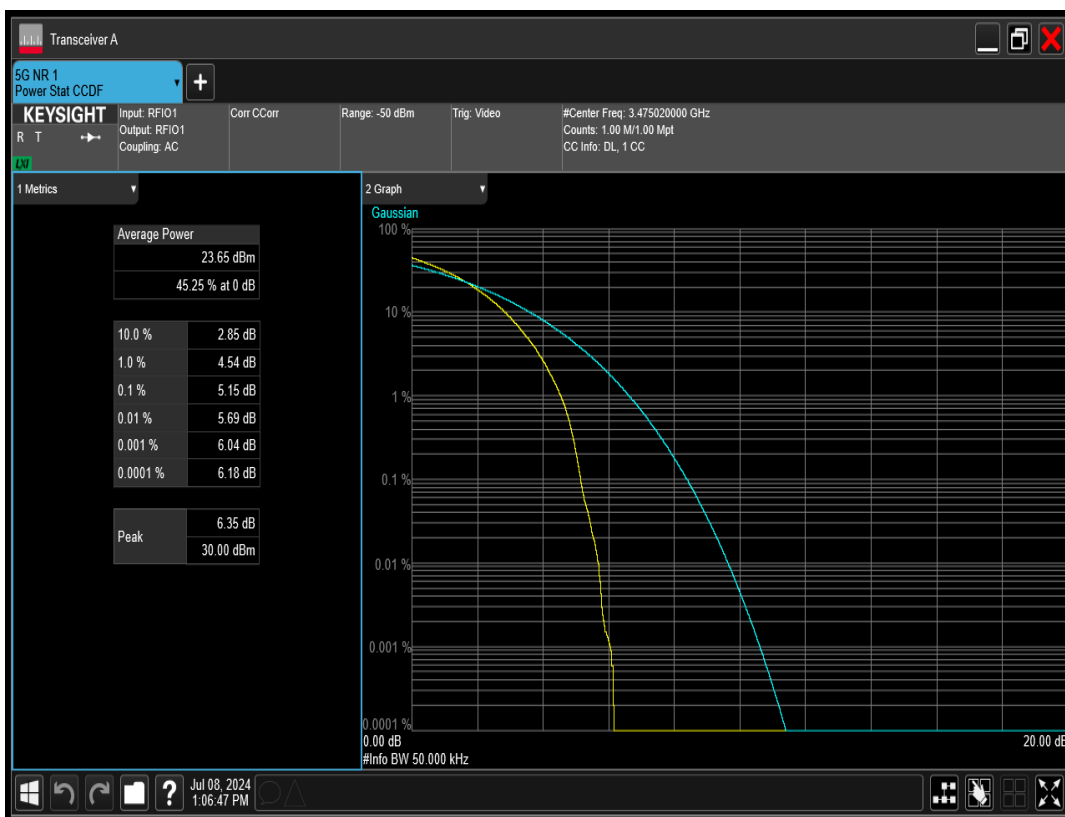 Transceiver A
5G NR 1
Power Stat CCDF
+
KEYSIGHT
R T
LXI
Input: RFIO1
Output: RFIO1
Coupling: AC
Corr CCorr
Range: -50 dBm
Trig: Video
#Center Freq: 3.475020000 GHz
Counts: 1.00 M/1.00 Mpt
CC Info: DL, 1 CC
1 Metrics
Average Power
23.65 dBm
45.25 % at 0 dB
10.0 % 2.85 dB
1.0 % 4.54 dB
0.1 % 5.15 dB
0.01 % 5.69 dB
0.001 % 6.04 dB
0.0001 % 6.18 dB
Peak
6.35 dB
30.00 dBm
2 Graph
Gaussian
100 %
10 %
1 %
0.1 %
0.01 %
0.001 %
0.0001 %
0.00 dB
20.00 dB
#Info BW 50.000 kHz
?
Jul 08, 2024
1:06:47 PM